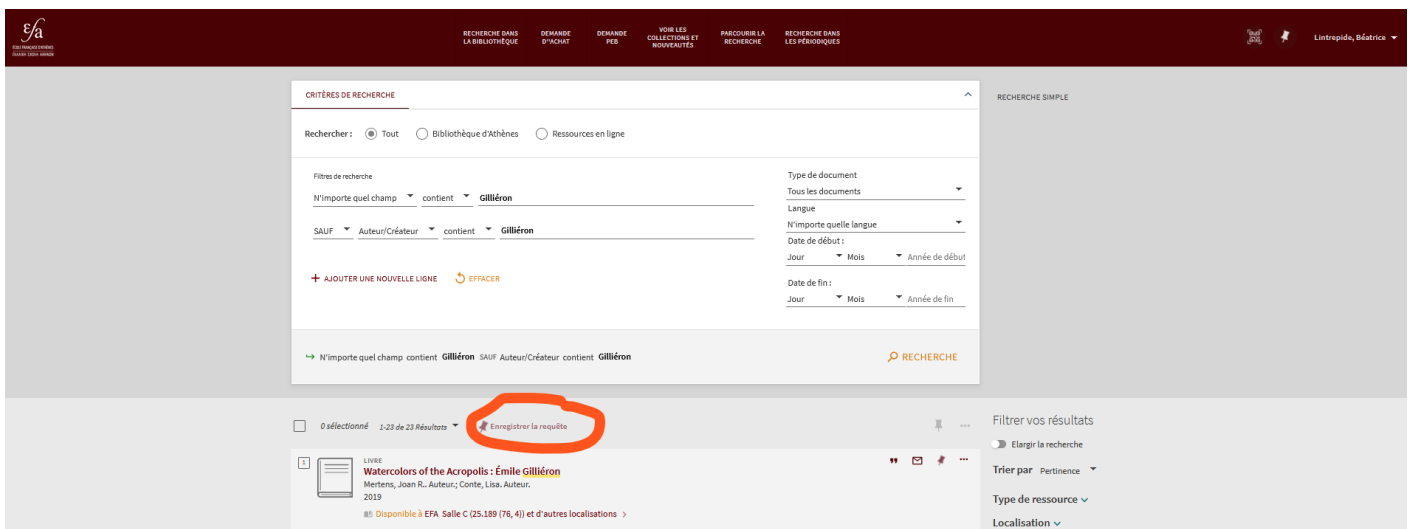 εfa
ÉCOLE FRANÇAISE D'ATHÈNES
RECHERCHE DANS LA BIBLIOTHÈQUE
DEMANDE D"ACHAT
DEMANDE PEB
VOIR LES COLLECTIONS ET NOUVEAUTÉS
PARCOURIR LA RECHERCHE
RECHERCHE DANS LES PÉRIODIQUES
Lintrepide, Béatrice
CRITÈRES DE RECHERCHE
RECHERCHE SIMPLE
Rechercher : Tout Bibliothèque d'Athènes Ressources en ligne
Filtres de recherche
N'importe quel champ contient Gilliéron
SAUF Auteur/Créateur contient Gilliéron
+ AJOUTER UNE NOUVELLE LIGNE EFFACER
Type de document
Tous les documents
Langue
N'importe quelle langue
Date de début :
Jour Mois Année de début
Date de fin :
Jour Mois Année de fin
N'importe quel champ contient Gilliéron SAUF Auteur/Créateur contient Gilliéron
RECHERCHE
0 sélectionné 1-23 de 23 Résultats Enregistrer la requête
1
LIVRE
Watercolors of the Acropolis : Émile Gilliéron
Mertens, Joan R.. Auteur.; Conte, Lisa. Auteur.
2019
Disponible à EFA Salle C (25.189 (76, 4)) et d'autres localisations >
Filtrer vos résultats
Elargir la recherche
Trier par Pertinence
Type de ressource
Localisation